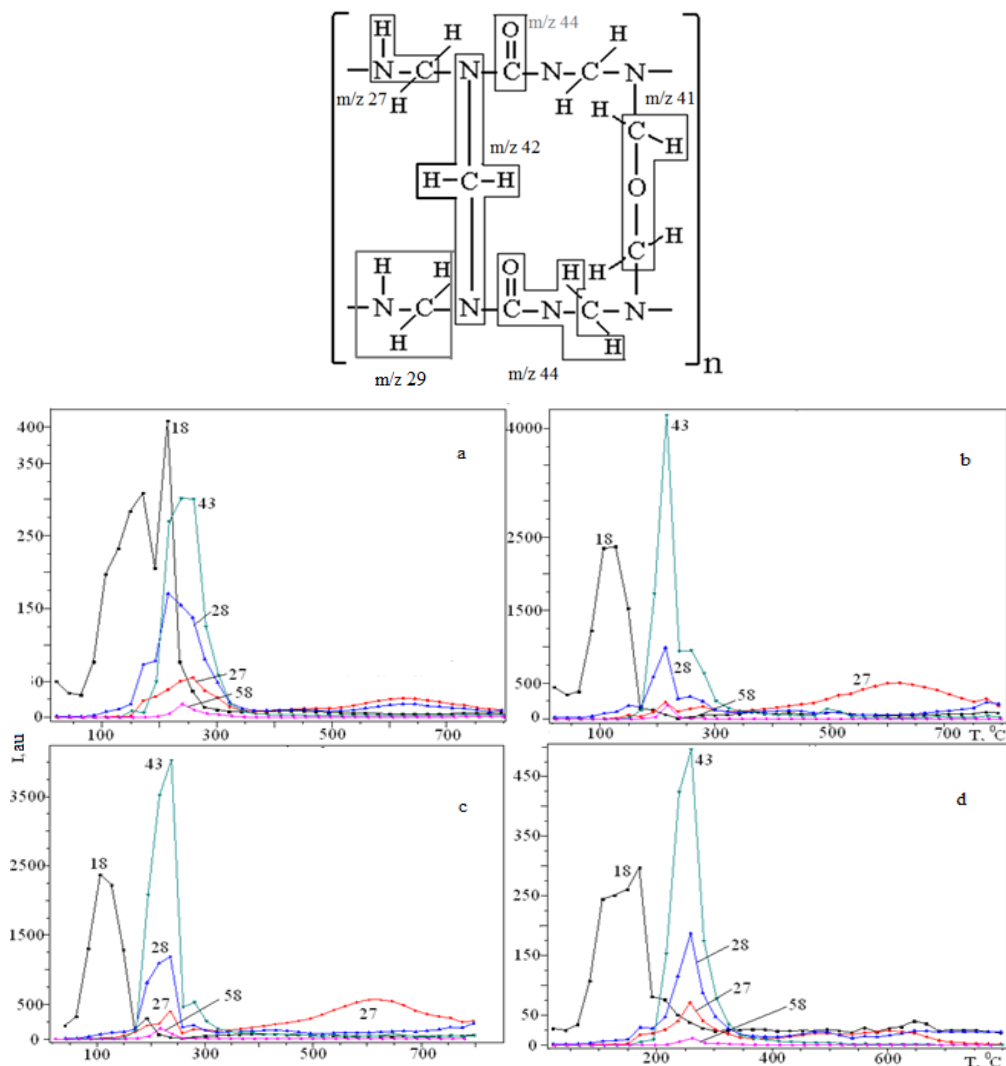 H H O m/z 44 H
N C N C N C N
m/z 27 H H m/z 41
H C H
m/z 42
H C H O
H O C H
H H H H
N C N C N C N
H H n
m/z 29 m/z 44
400 18 a
350
43
250
150 28
27
50 58
0
100 300 500 700
4000 43 b
2500 18
1500
28
500 58 27
0
100 300 500 700 T, °C
I, au
43 c
3500
2500 18
1500
28
500 27 58 27
0
100 300 500 700
43 d
450
350
18
250
150 28
27
50 58
0
200 400 600 T, °C